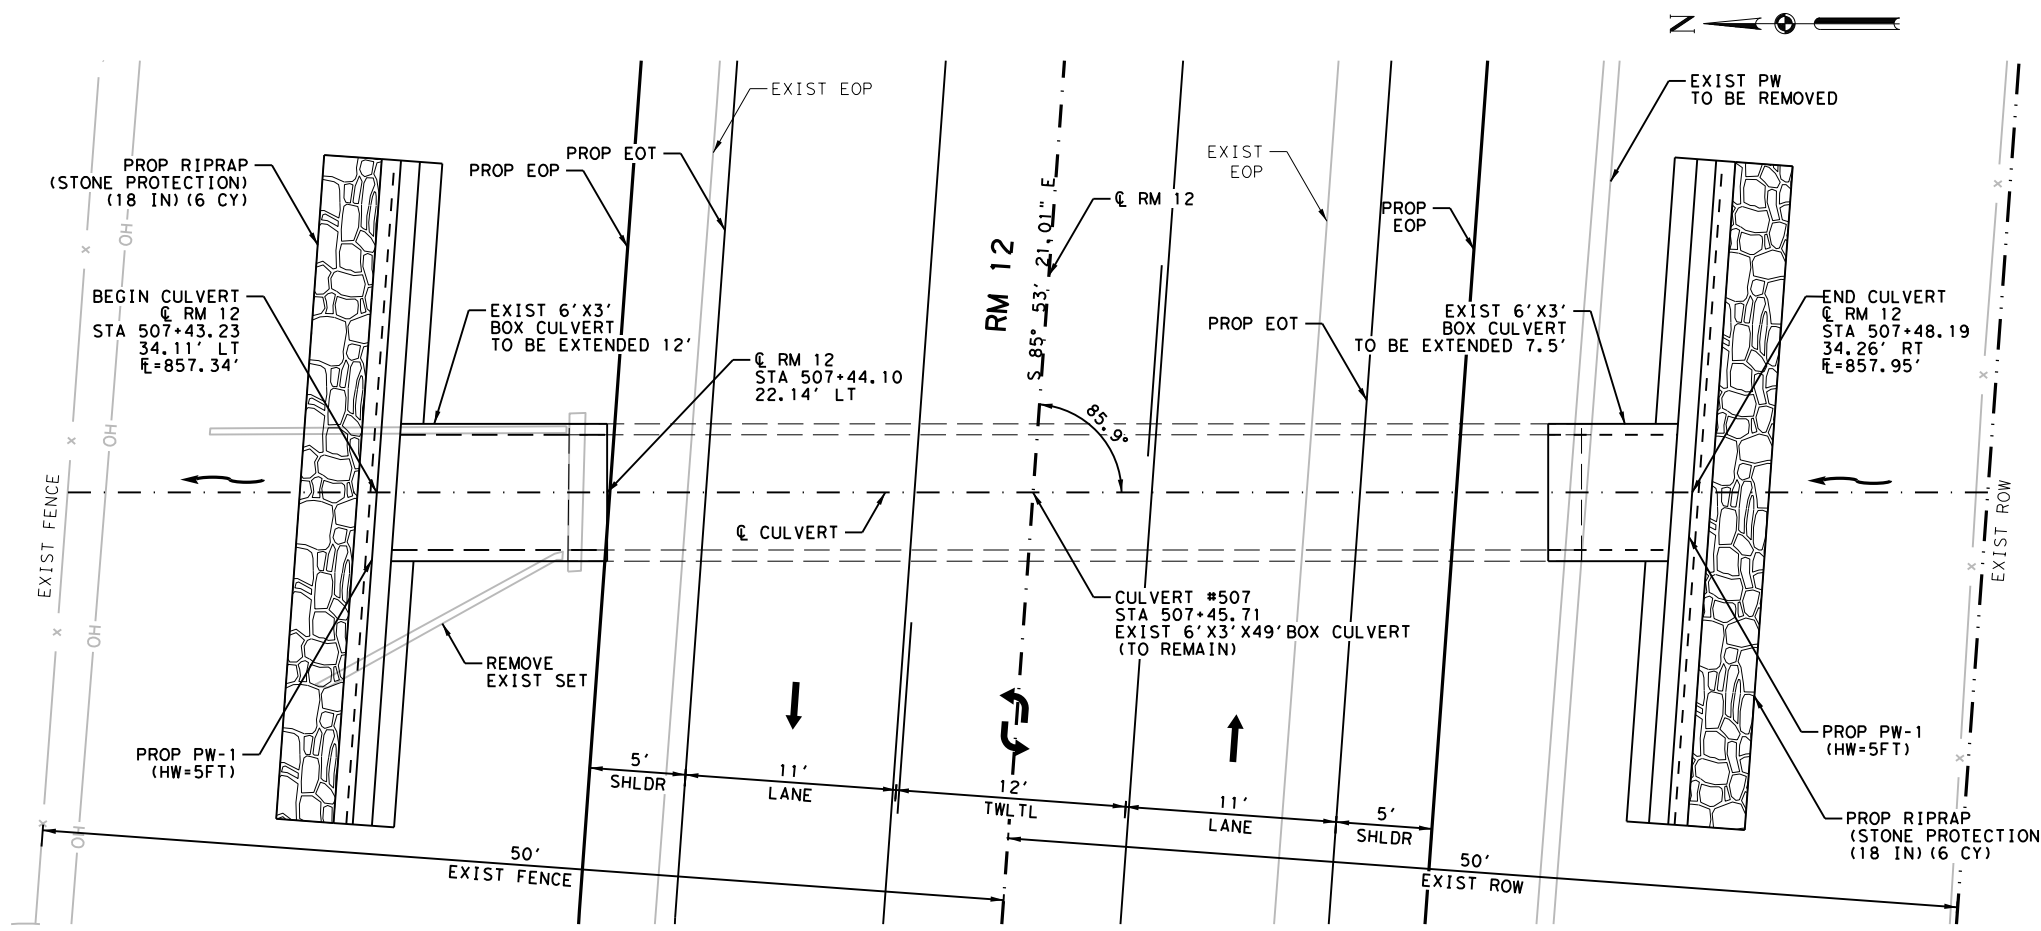 N
EXIST EOP
EXIST PW
TO BE REMOVED
PROP RIPRAP
(STONE PROTECTION)
(18 IN)(6 CY)
PROP EOT
PROP EOP
EXIST
EOP
℄ RM 12
PROP
EOP
RM 12
S 85° 53' 21.01" E
OH
OH
OH
OH
BEGIN CULVERT
℄ RM 12
STA 507+43.23
34.11' LT
FL=857.34'
EXIST 6'X3'
BOX CULVERT
TO BE EXTENDED 12'
℄ RM 12
STA 507+44.10
22.14' LT
PROP EOT
EXIST 6'X3'
BOX CULVERT
TO BE EXTENDED 7.5'
END CULVERT
℄ RM 12
STA 507+48.19
34.26' RT
FL=857.95'
85.9°
EXIST FENCE
℄ CULVERT
EXIST ROW
CULVERT #507
STA 507+45.71
EXIST 6'X3'X49'BOX CULVERT
(TO REMAIN)
REMOVE
EXIST SET
PROP PW-1
(HW=5FT)
PROP PW-1
(HW=5FT)
5'
SHLDR
11'
LANE
12'
TWLTL
11'
LANE
5'
SHLDR
PROP RIPRAP
(STONE PROTECTION
(18 IN)(6 CY)
50'
EXIST FENCE
50'
EXIST ROW